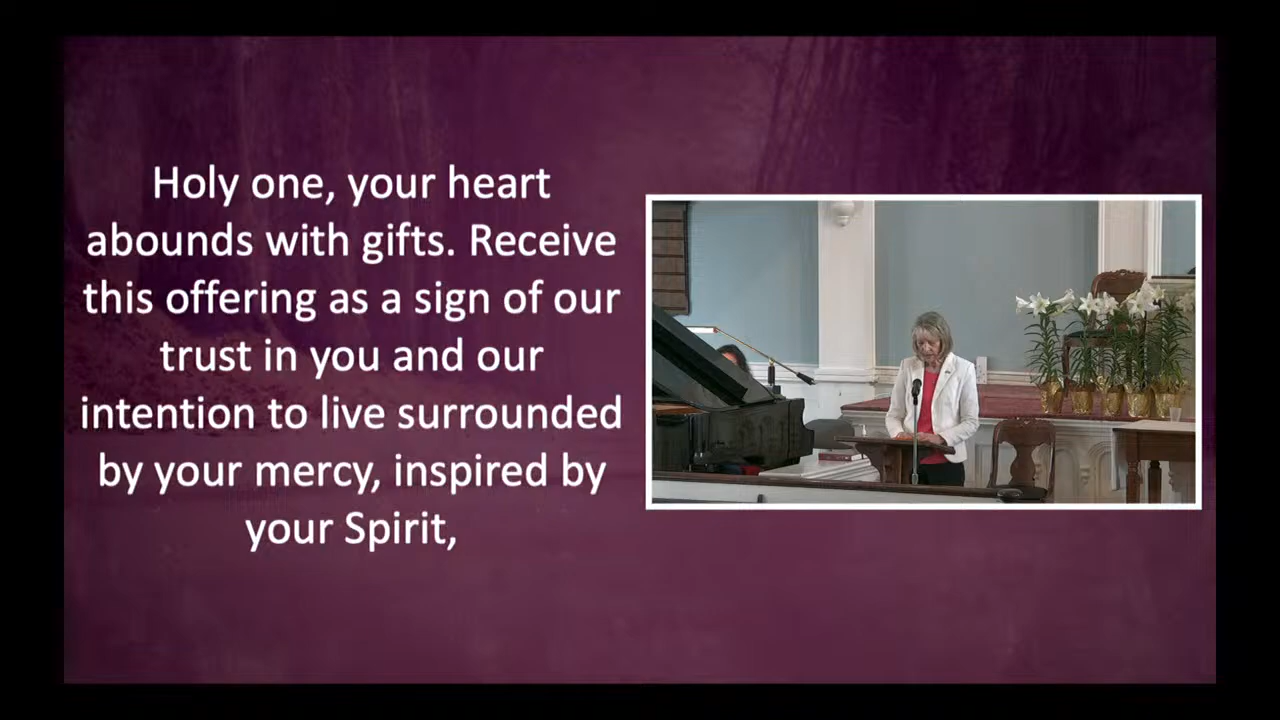 Holy one, your heart
abounds with gifts. Receive
this offering as a sign of our
trust in you and our
intention to live surrounded
by your mercy, inspired by
your Spirit,